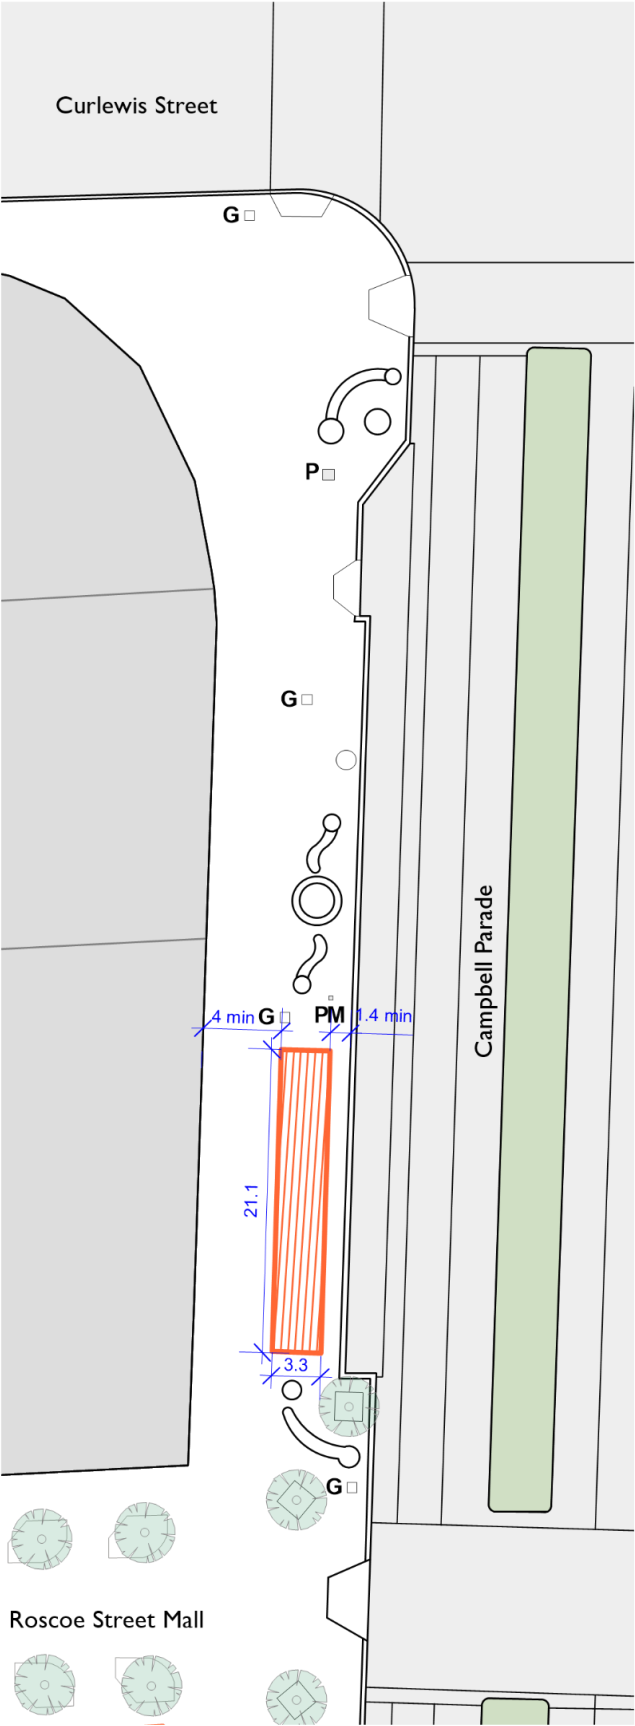 Curlewis Street
G
P
G
Campbell Parade
4 min
G
PM
1.4 min
21.1
3.3
G
Roscoe Street Mall